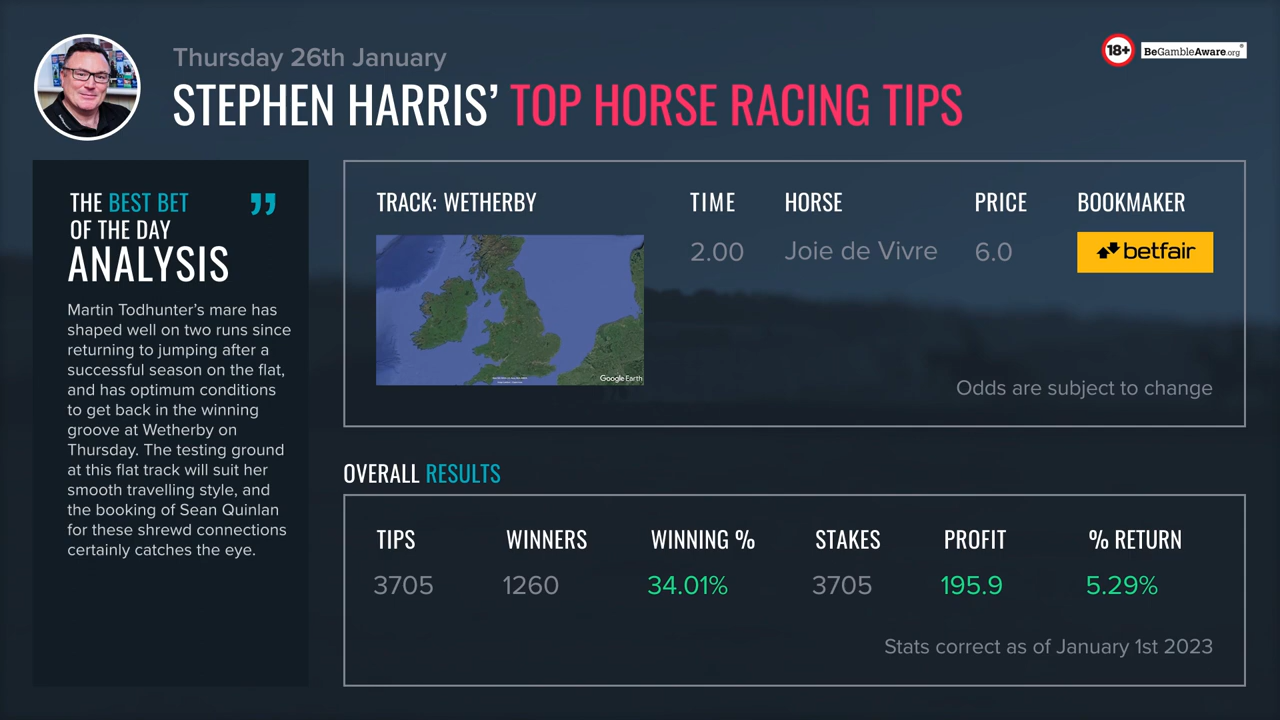 Thursday 26th January
STEPHEN HARRIS’ TOP HORSE RACING TIPS
18+
BeGambleAware.org®
THE BEST BET
OF THE DAY
ANALYSIS
”
Martin Todhunter’s mare has
shaped well on two runs since
returning to jumping after a
successful season on the flat,
and has optimum conditions
to get back in the winning
groove at Wetherby on
Thursday. The testing ground
at this flat track will suit her
smooth travelling style, and
the booking of Sean Quinlan
for these shrewd connections
certainly catches the eye.
TRACK: WETHERBY
TIME HORSE PRICE BOOKMAKER
2.00 Joie de Vivre 6.0 betfair
Google Earth
Odds are subject to change
OVERALL RESULTS
TIPS WINNERS WINNING % STAKES PROFIT % RETURN
3705 1260 34.01% 3705 195.9 5.29%
Stats correct as of January 1st 2023